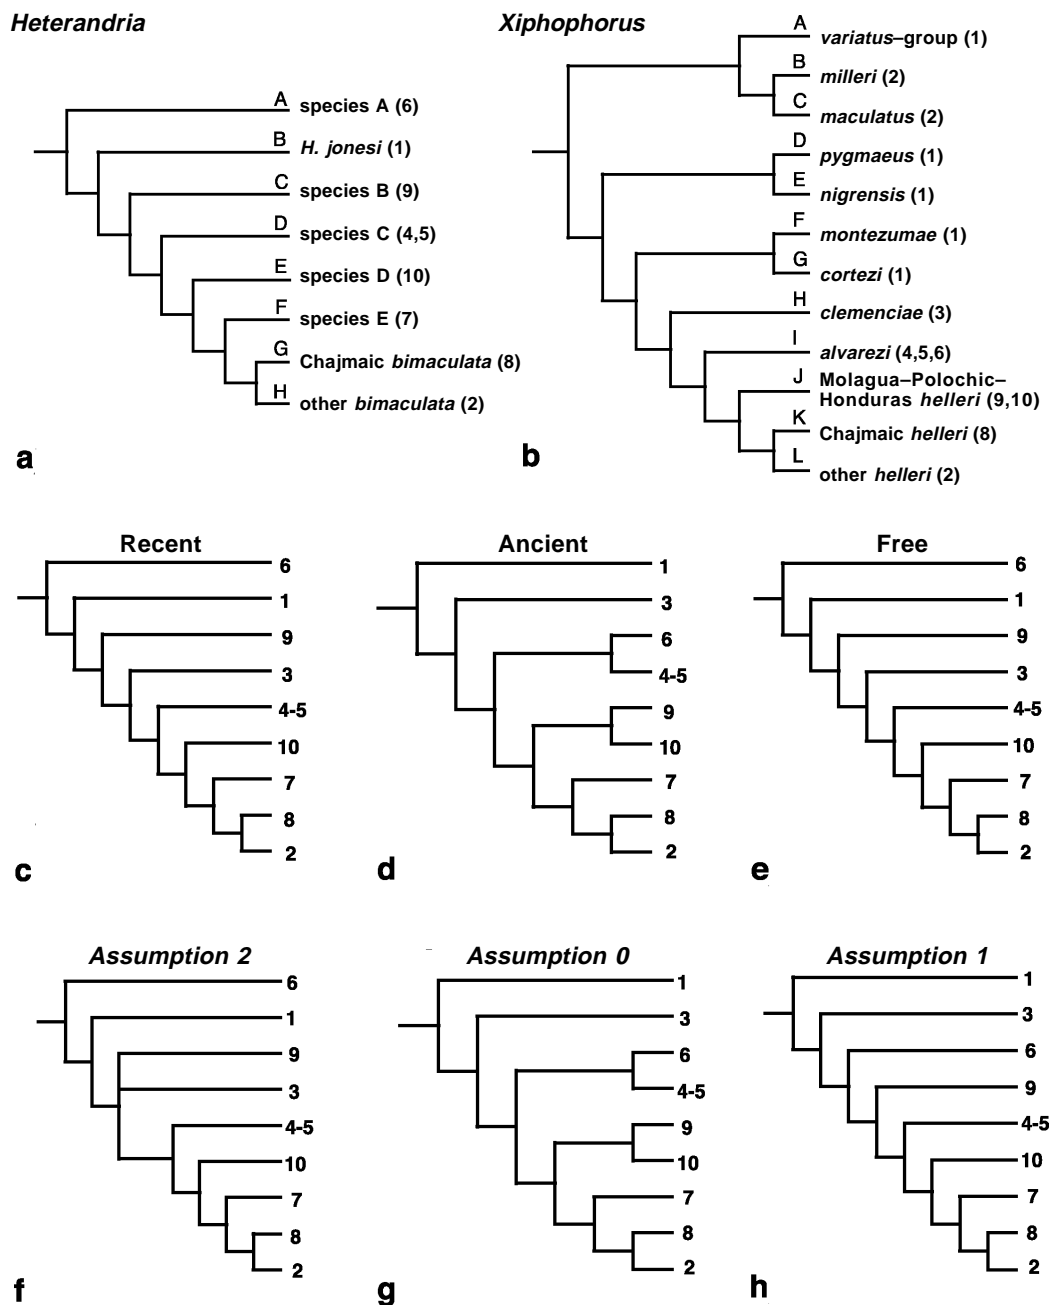 Heterandria
A
species A (6)
B
H. jonesi (1)
C
species B (9)
D
species C (4,5)
E
species D (10)
F
species E (7)
G
Chajmaic bimaculata (8)
H
other bimaculata (2)
a
Xiphophorus
A
variatus–group (1)
B
milleri (2)
C
maculatus (2)
D
pygmaeus (1)
E
nigrensis (1)
F
montezumae (1)
G
cortezi (1)
H
clemenciae (3)
I
alvarezi (4,5,6)
J
Molagua–Polochic–
Honduras helleri (9,10)
K
Chajmaic helleri (8)
L
other helleri (2)
b
Recent
6
1
9
3
4-5
10
7
8
2
c
Ancient
1
3
6
4-5
9
10
7
8
2
d
Free
6
1
9
3
4-5
10
7
8
2
e
Assumption 2
6
1
9
3
4-5
10
7
8
2
f
Assumption 0
1
3
6
4-5
9
10
7
8
2
g
Assumption 1
1
3
6
9
4-5
10
7
8
2
h